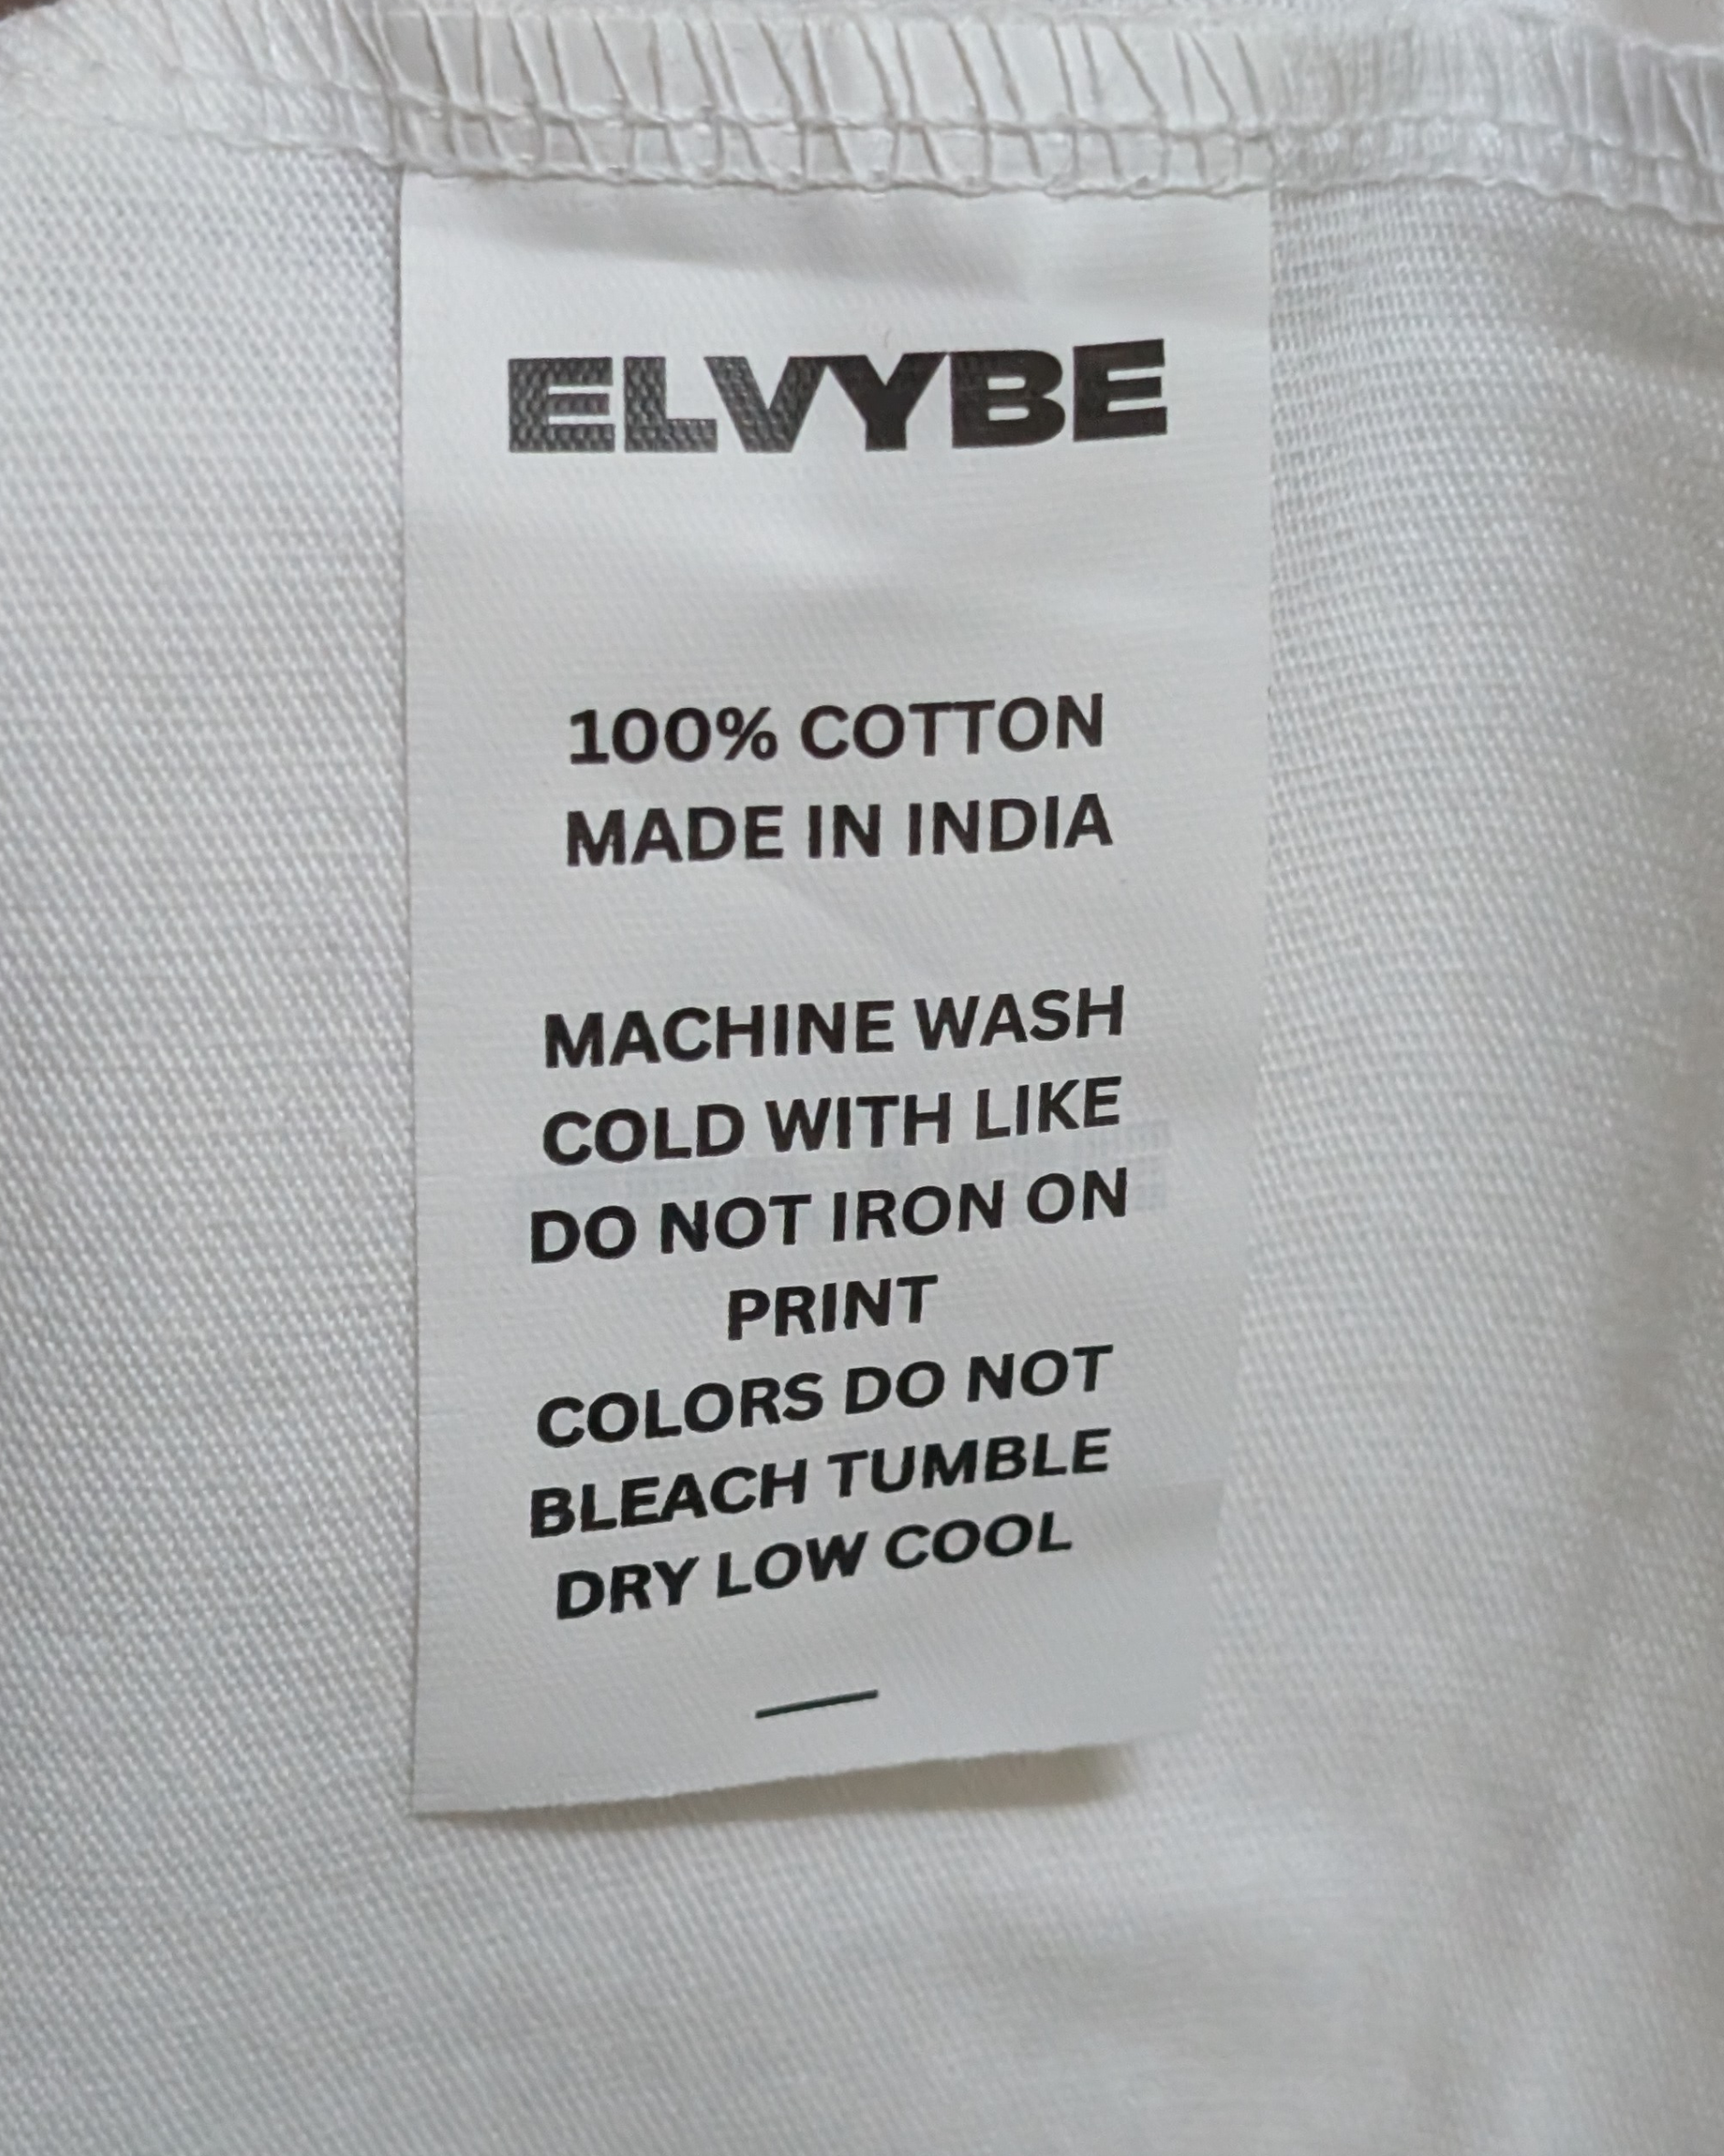 ELVYBE
100% COTTON
MADE IN INDIA
MACHINE WASH
COLD WITH LIKE
DO NOT IRON ON
PRINT
COLORS DO NOT
BLEACH TUMBLE
DRY LOW COOL